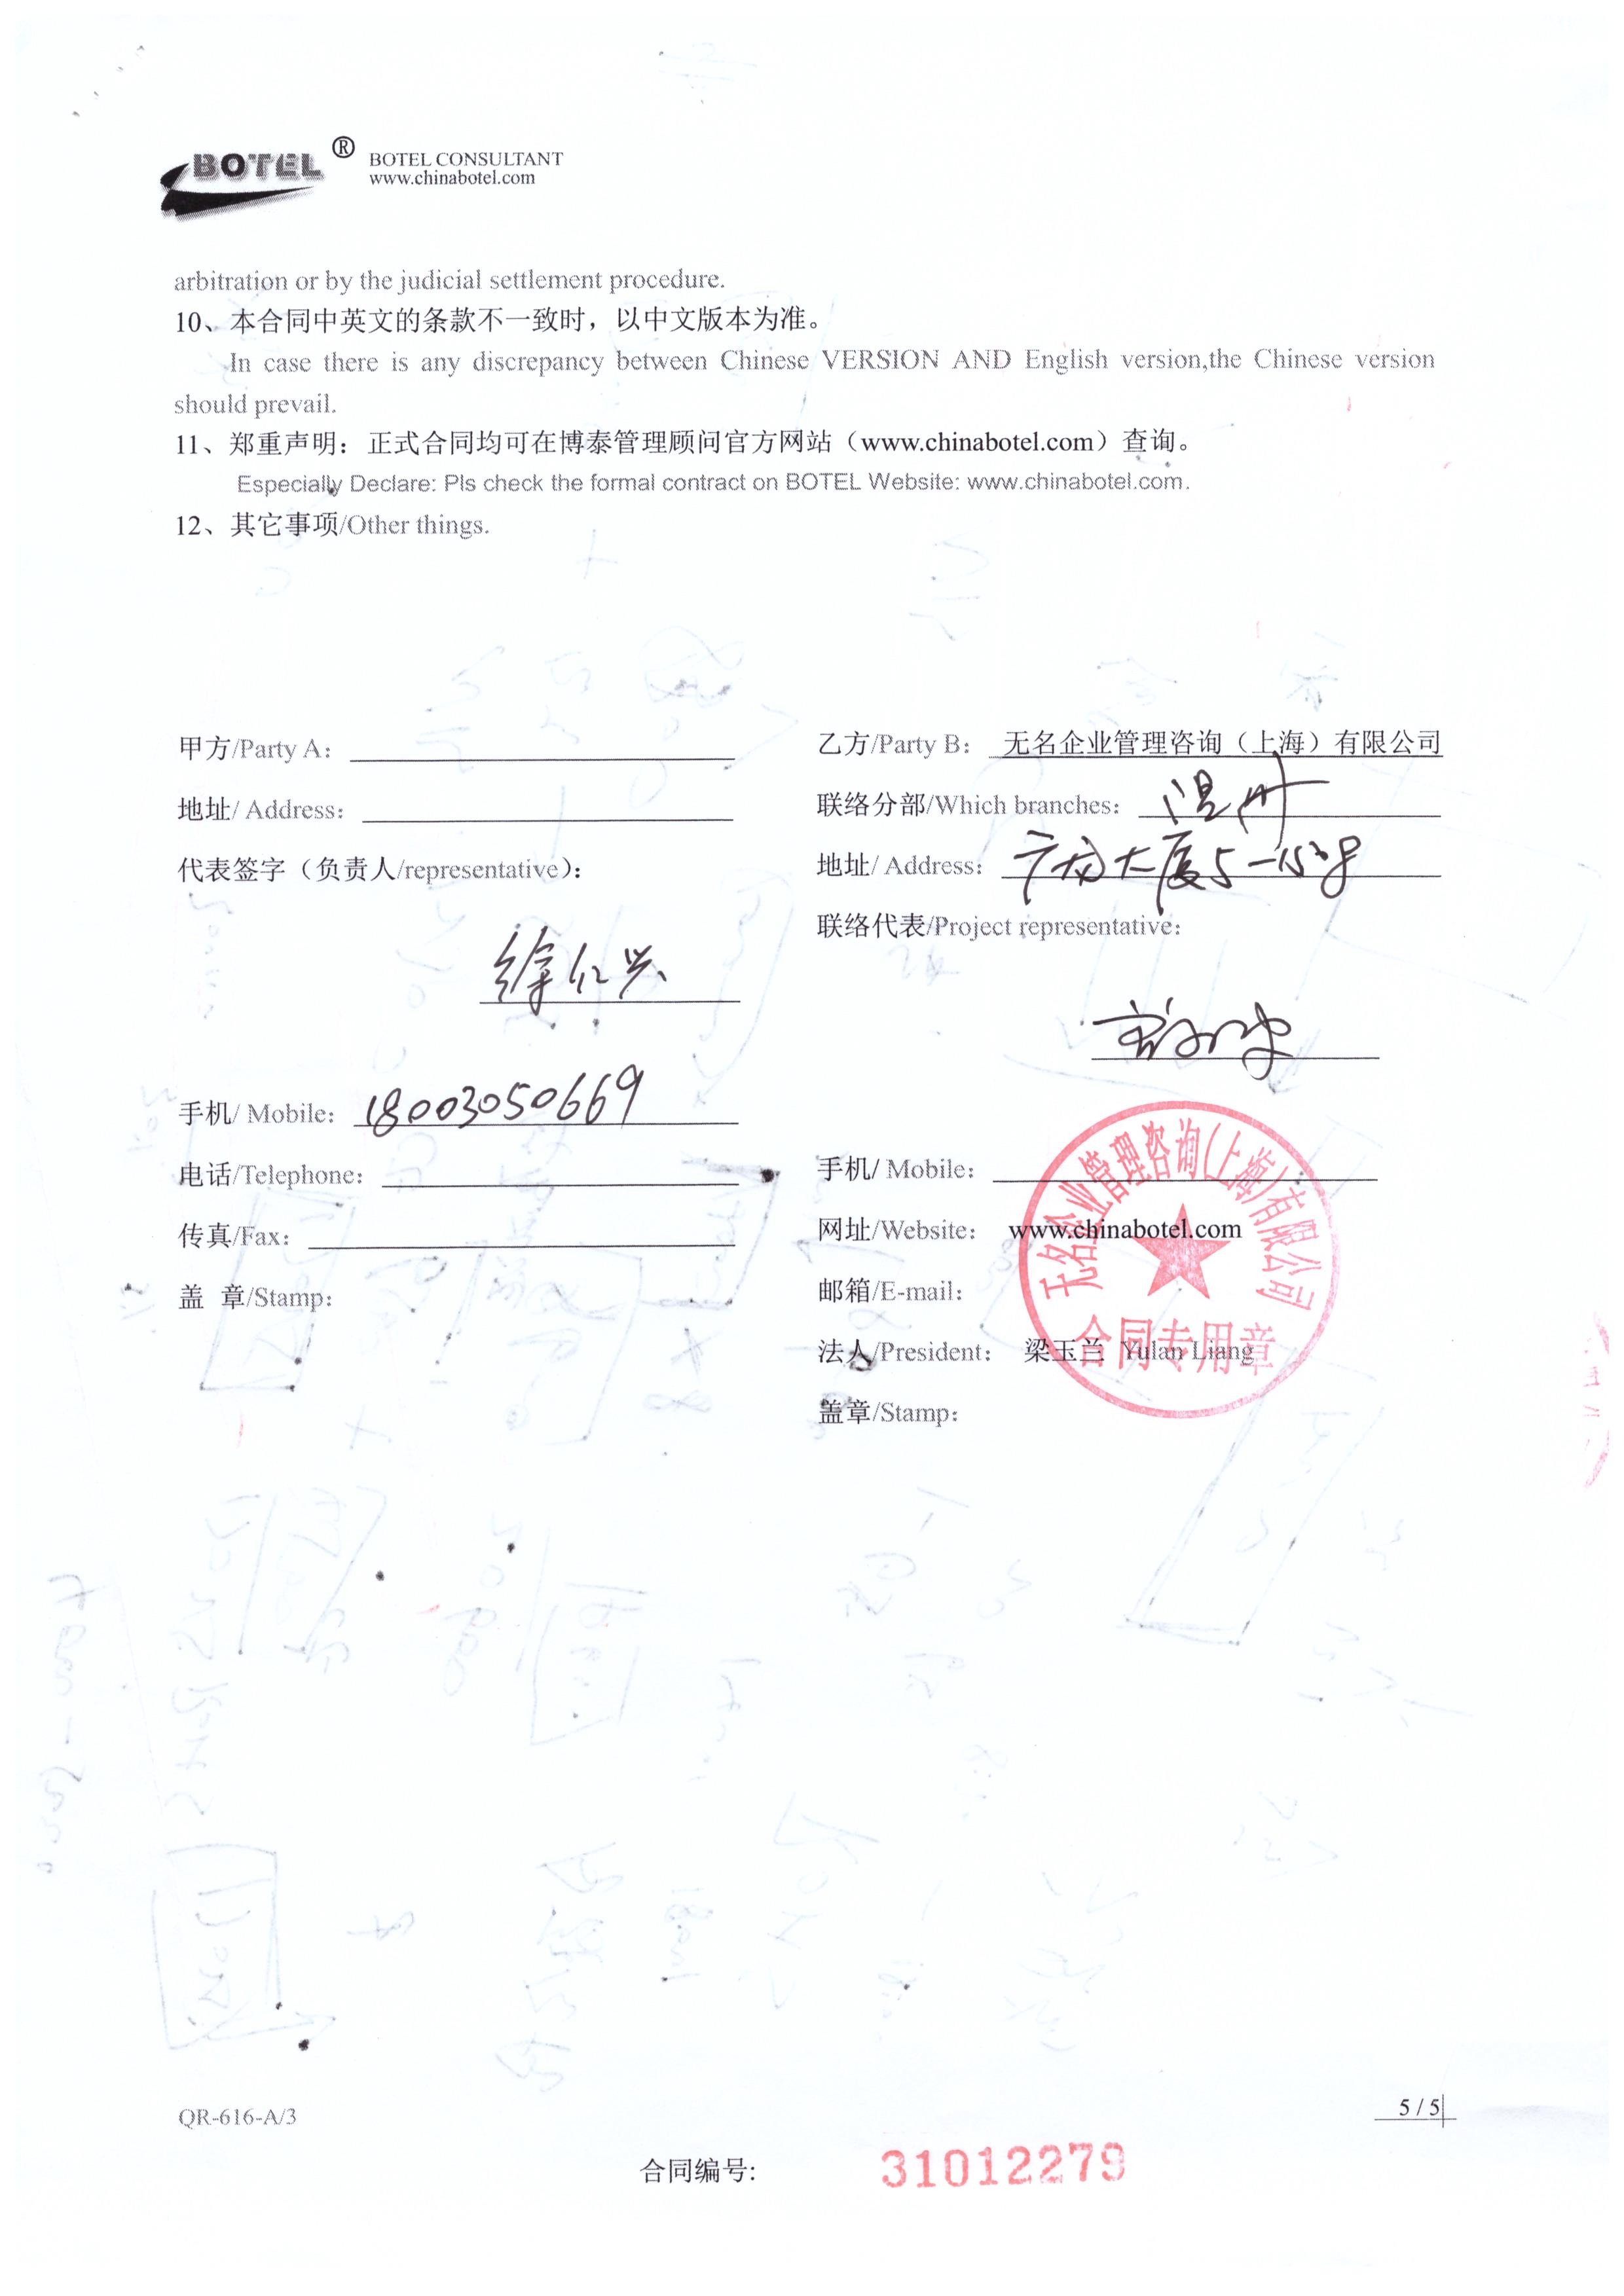 BOTEL ® BOTEL CONSULTANT
www.chinabotel.com
arbitration or by the judicial settlement procedure.
10、本合同中英文的条款不一致时，以中文版本为准。
In case there is any discrepancy between Chinese VERSION AND English version,the Chinese version
should prevail.
11、郑重声明：正式合同均可在博泰管理顾问官方网站（www.chinabotel.com）查询。
Especially Declare: Pls check the formal contract on BOTEL Website: www.chinabotel.com.
12、其它事项/Other things.
甲方/Party A：
地址/ Address：
代表签字（负责人/representative）：
徐仁兴
手机/ Mobile：18003050669
电话/Telephone：
传真/Fax：
盖 章/Stamp：
乙方/Party B：无名企业管理咨询（上海）有限公司
联络分部/Which branches：温州
地址/ Address：大厦5-
联络代表/Project representative：
手机/ Mobile：
网址/Website：www.chinabotel.com
邮箱/E-mail：
法人/President：梁玉兰 Yulan Liang
盖章/Stamp：
无名企业管理咨询(上海)有限公司
合同专用章
QR-616-A/3
5 / 5
合同编号: 31012279